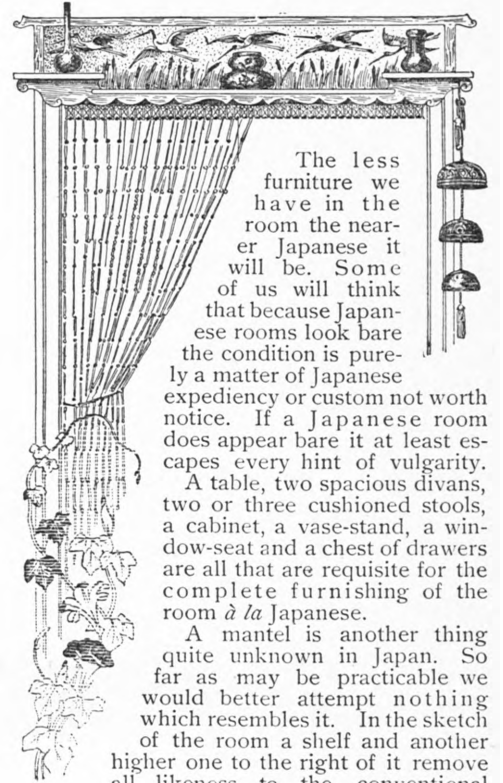 The less
furniture we
have in the
room the near-
er Japanese it
will be. Some
of us will think
that because Japan-
ese rooms look bare
the condition is pure-
ly a matter of Japanese
expediency or custom not worth
notice. If a Japanese room
does appear bare it at least es-
capes every hint of vulgarity.
A table, two spacious divans,
two or three cushioned stools,
a cabinet, a vase-stand, a win-
dow-seat and a chest of drawers
are all that are requisite for the
complete furnishing of the
room à la Japanese.
A mantel is another thing
quite unknown in Japan. So
far as may be practicable we
would better attempt nothing
which resembles it. In the sketch
of the room a shelf and another
higher one to the right of it remove
all likeness to the conventional